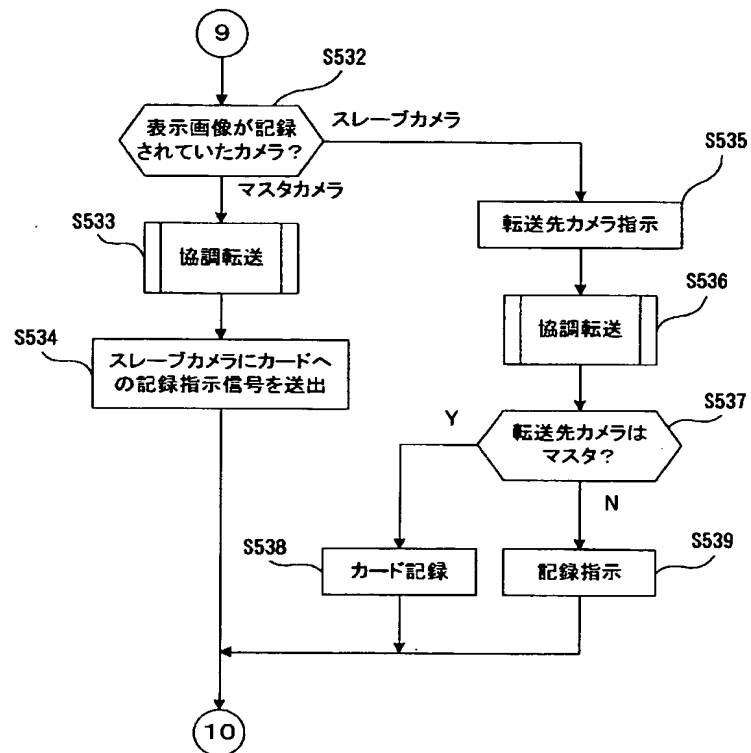 9
S532
表示画像が記録
されていたカメラ？
スレーブカメラ
マスタカメラ
S533
協調転送
S534
スレーブカメラにカードへ
の記録指示信号を送出
S535
転送先カメラ指示
S536
協調転送
S537
転送先カメラは
マスタ？
Y
N
S538
カード記録
S539
記録指示
10